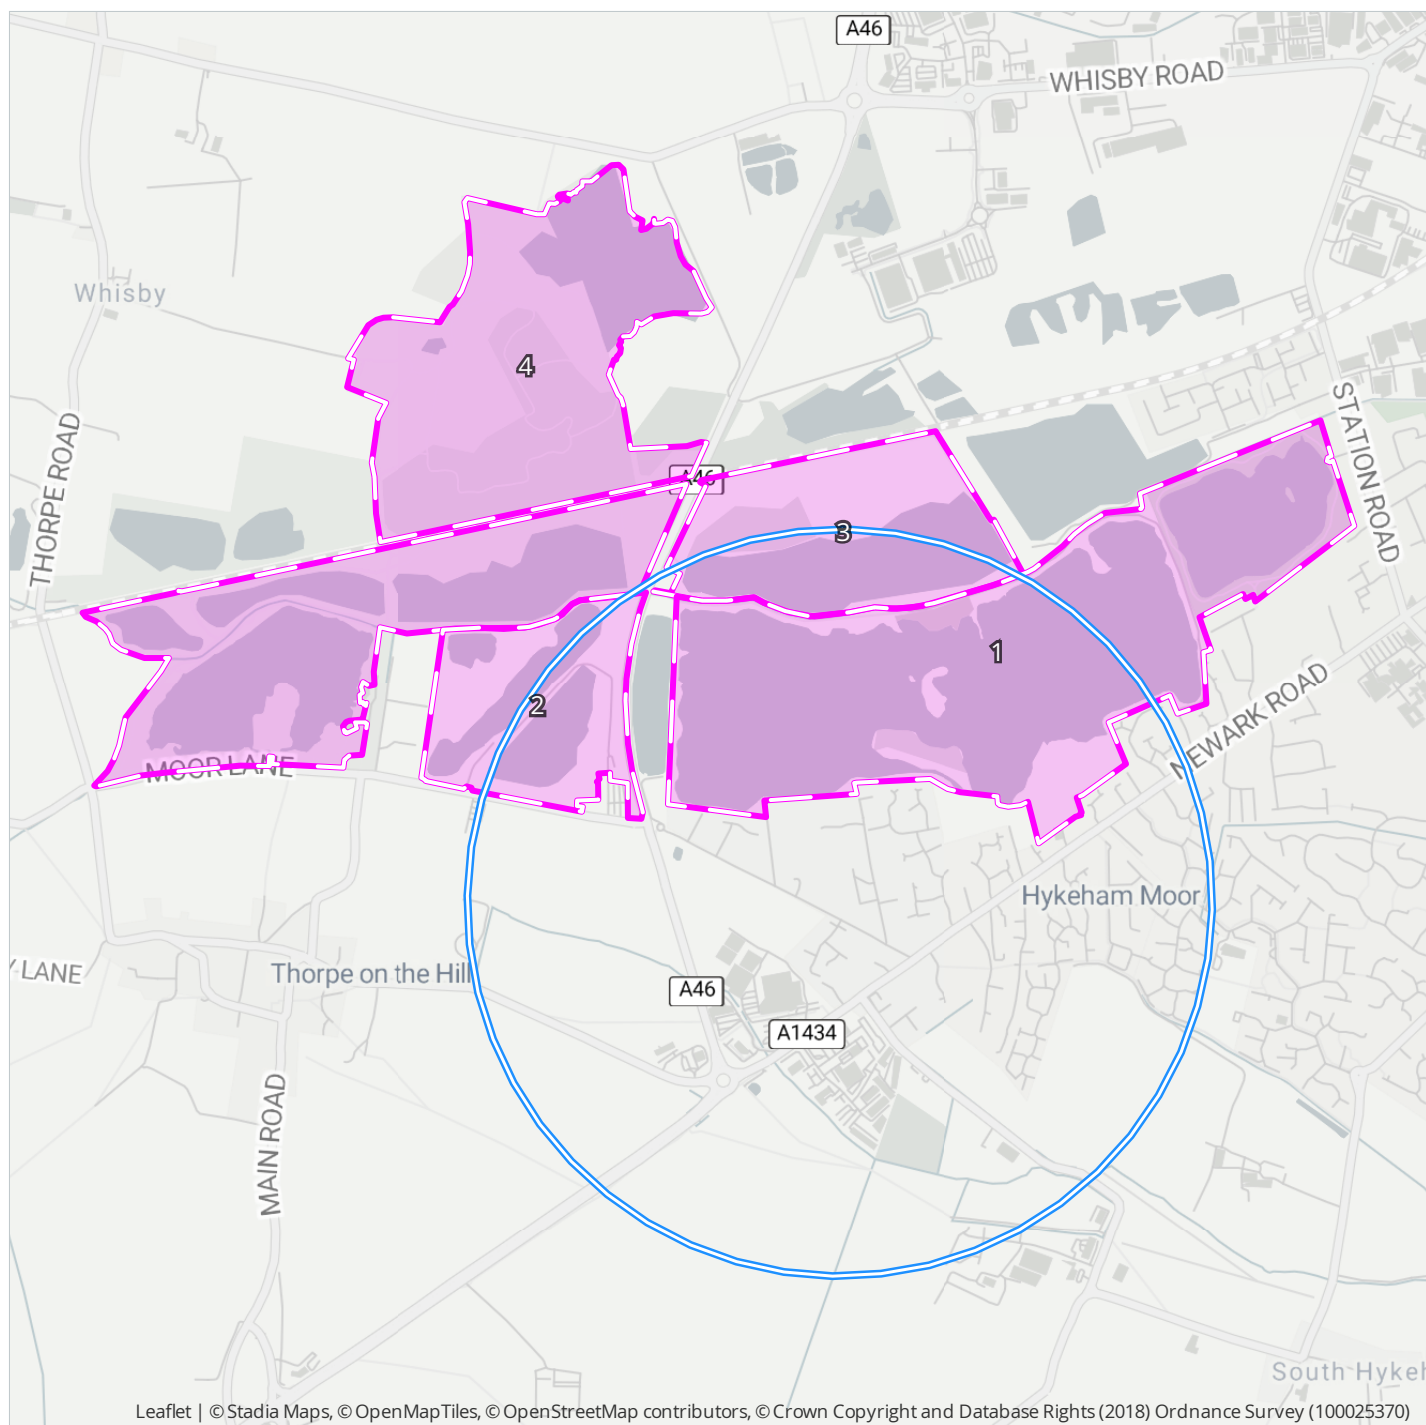 A46
WHISBY ROAD
Whisby
4
STATION ROAD
THORPE ROAD
A46
3
1
2
NEWARK ROAD
MOOR LANE
Hykeham Moor
Y LANE
Thorpe on the Hill
A46
A1434
MAIN ROAD
South Hykeh
Leaflet | © Stadia Maps, © OpenMapTiles, © OpenStreetMap contributors, © Crown Copyright and Database Rights (2018) Ordnance Survey (100025370)